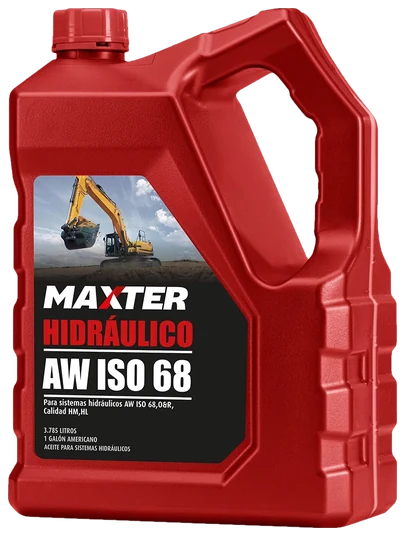 MAXTER
HIDRÁULICO
AW ISO 68
Para sistemas hidráulicos AW ISO 68,O&R,
Calidad HM,HL
3.785 LITROS
1 GALÓN AMERICANO
ACEITE PARA SISTEMAS HIDRÁULICOS